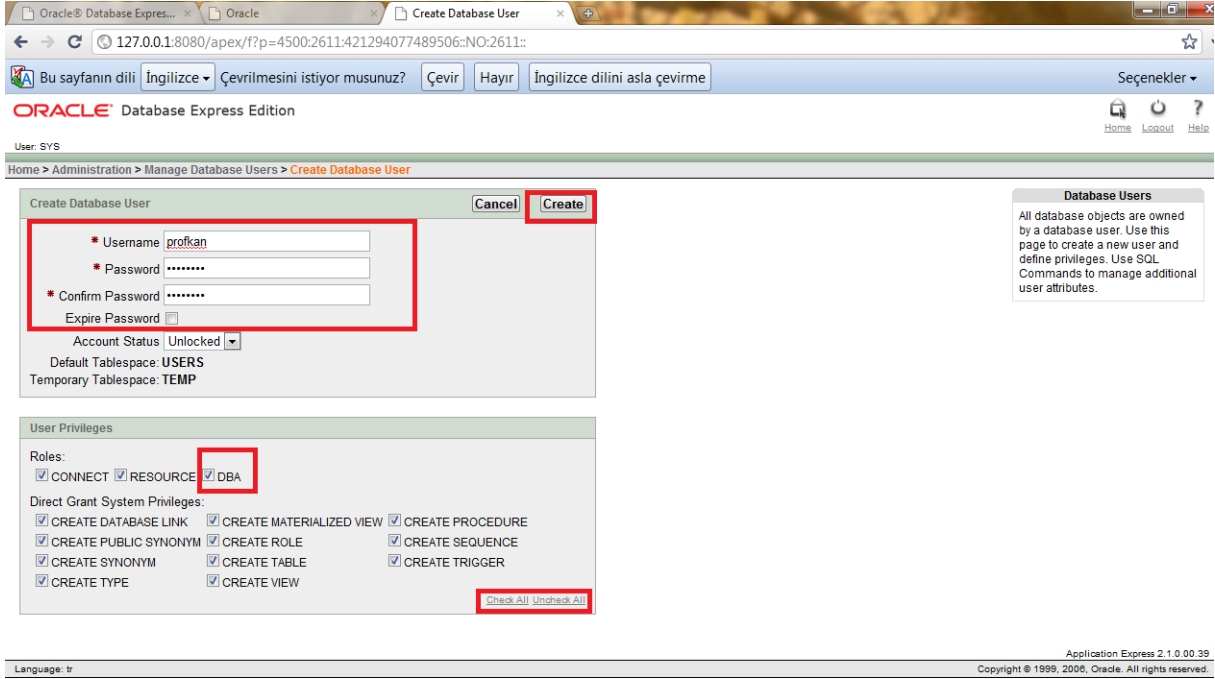 Oracle® Database Expres...
Oracle
Create Database User
127.0.0.1:8080/apex/f?p=4500:2611:421294077489506::NO:2611::
Bu sayfanın dili İngilizce Çevrilmesini istiyor musunuz? Çevir Hayır İngilizce dilini asla çevirme Seçenekler
ORACLE Database Express Edition
Home Logout Help
User: SYS
Home > Administration > Manage Database Users > Create Database User
Create Database User Cancel Create
* Username profkan
* Password ••••••••
* Confirm Password ••••••••
Expire Password
Account Status Unlocked
Default Tablespace: USERS
Temporary Tablespace: TEMP
User Privileges
Roles:
CONNECT RESOURCE DBA
Direct Grant System Privileges:
CREATE DATABASE LINK CREATE MATERIALIZED VIEW CREATE PROCEDURE
CREATE PUBLIC SYNONYM CREATE ROLE CREATE SEQUENCE
CREATE SYNONYM CREATE TABLE CREATE TRIGGER
CREATE TYPE CREATE VIEW
Check All Uncheck All
Database Users
All database objects are owned
by a database user. Use this
page to create a new user and
define privileges. Use SQL
Commands to manage additional
user attributes.
Application Express 2.1.0.00.39
Language: tr Copyright © 1999, 2006, Oracle. All rights reserved.